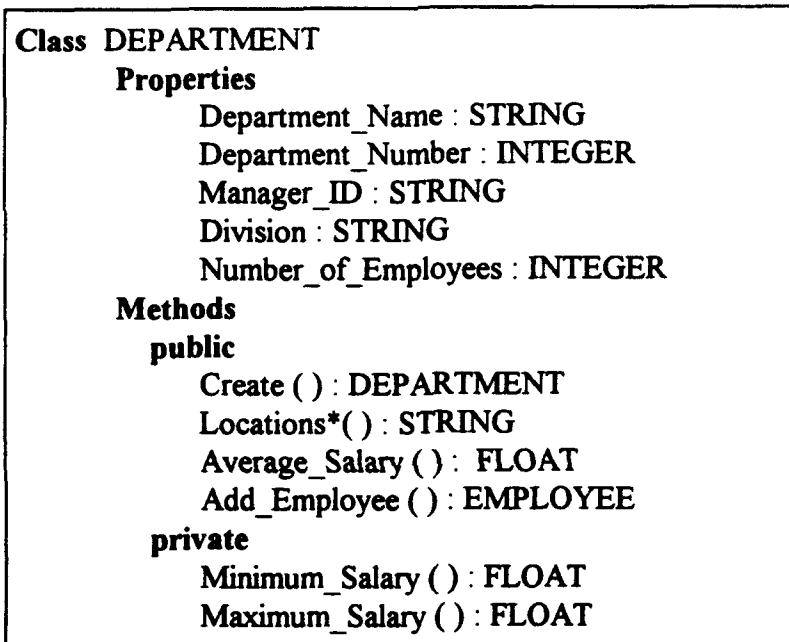 Class DEPARTMENT
Properties
Department_Name : STRING
Department_Number : INTEGER
Manager_ID : STRING
Division : STRING
Number_of_Employees : INTEGER
Methods
public
Create ( ) : DEPARTMENT
Locations*( ) : STRING
Average_Salary ( ) : FLOAT
Add_Employee ( ) : EMPLOYEE
private
Minimum_Salary ( ) : FLOAT
Maximum_Salary ( ) : FLOAT